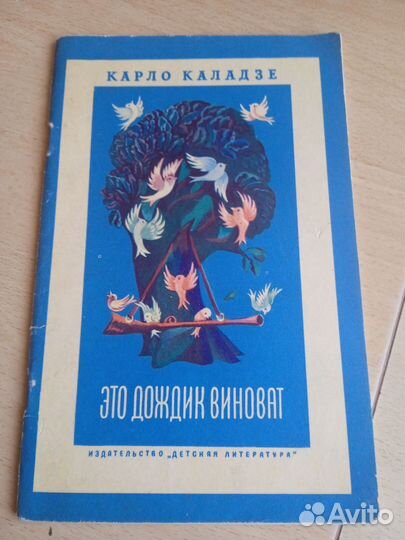 КАРЛО КАЛАДЗЕ
ЭТО ДОЖДИК ВИНОВАТ
ИЗДАТЕЛЬСТВО „ДЕТСКАЯ ЛИТЕРАТУРА"
Avito